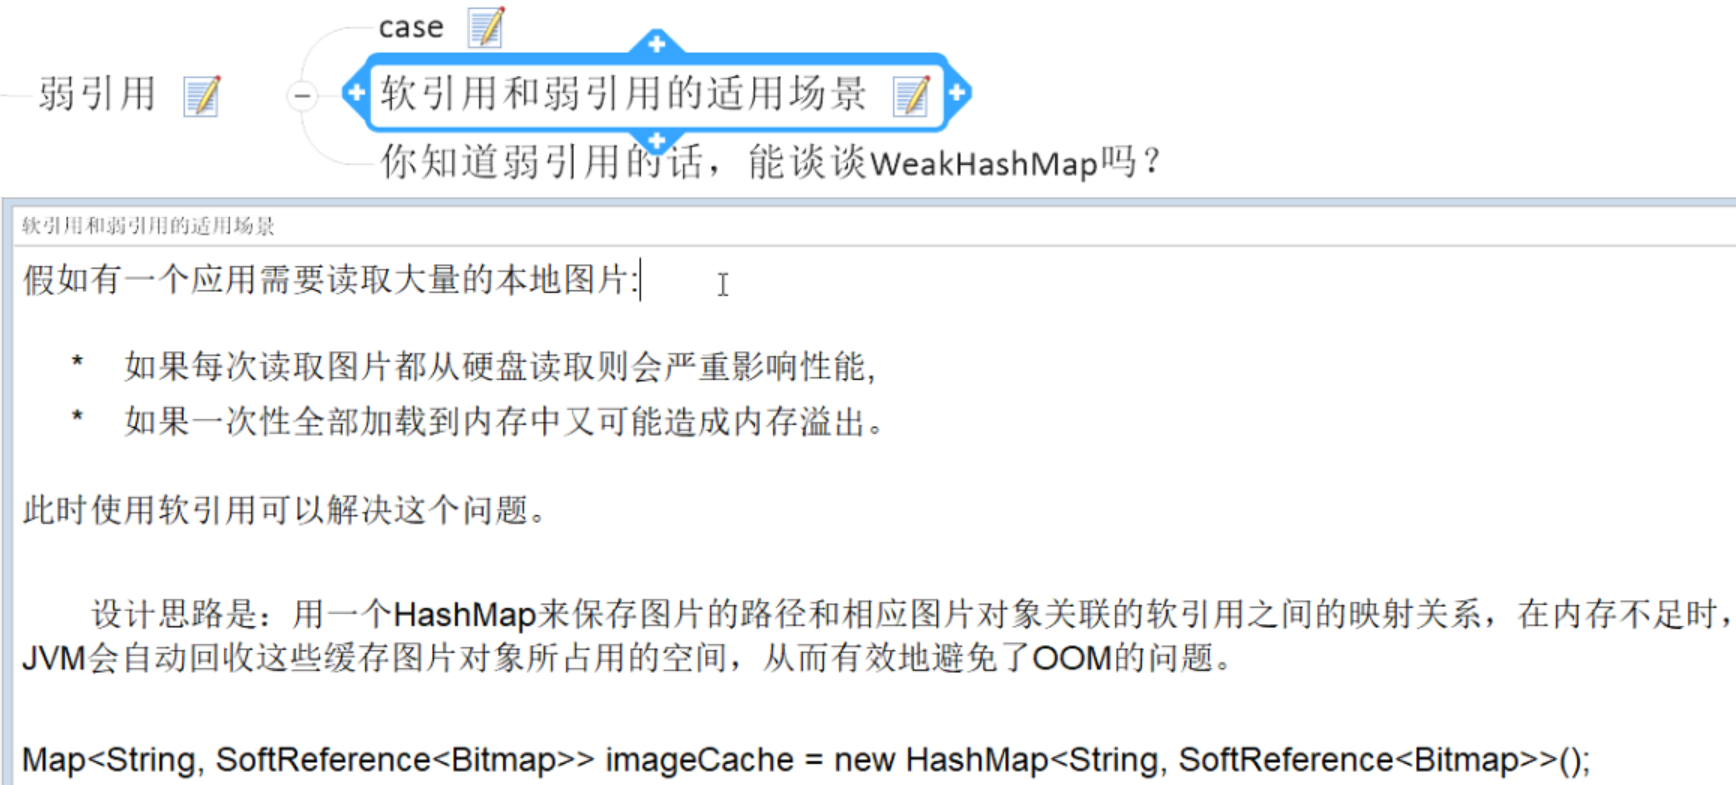 case
弱引用
软引用和弱引用的适用场景
你知道弱引用的话，能谈谈WeakHashMap吗？
软引用和弱引用的适用场景
假如有一个应用需要读取大量的本地图片:
* 如果每次读取图片都从硬盘读取则会严重影响性能,
* 如果一次性全部加载到内存中又可能造成内存溢出。
此时使用软引用可以解决这个问题。
设计思路是：用一个HashMap来保存图片的路径和相应图片对象关联的软引用之间的映射关系，在内存不足时，
JVM会自动回收这些缓存图片对象所占用的空间，从而有效地避免了OOM的问题。
Map<String, SoftReference<Bitmap>> imageCache = new HashMap<String, SoftReference<Bitmap>>();